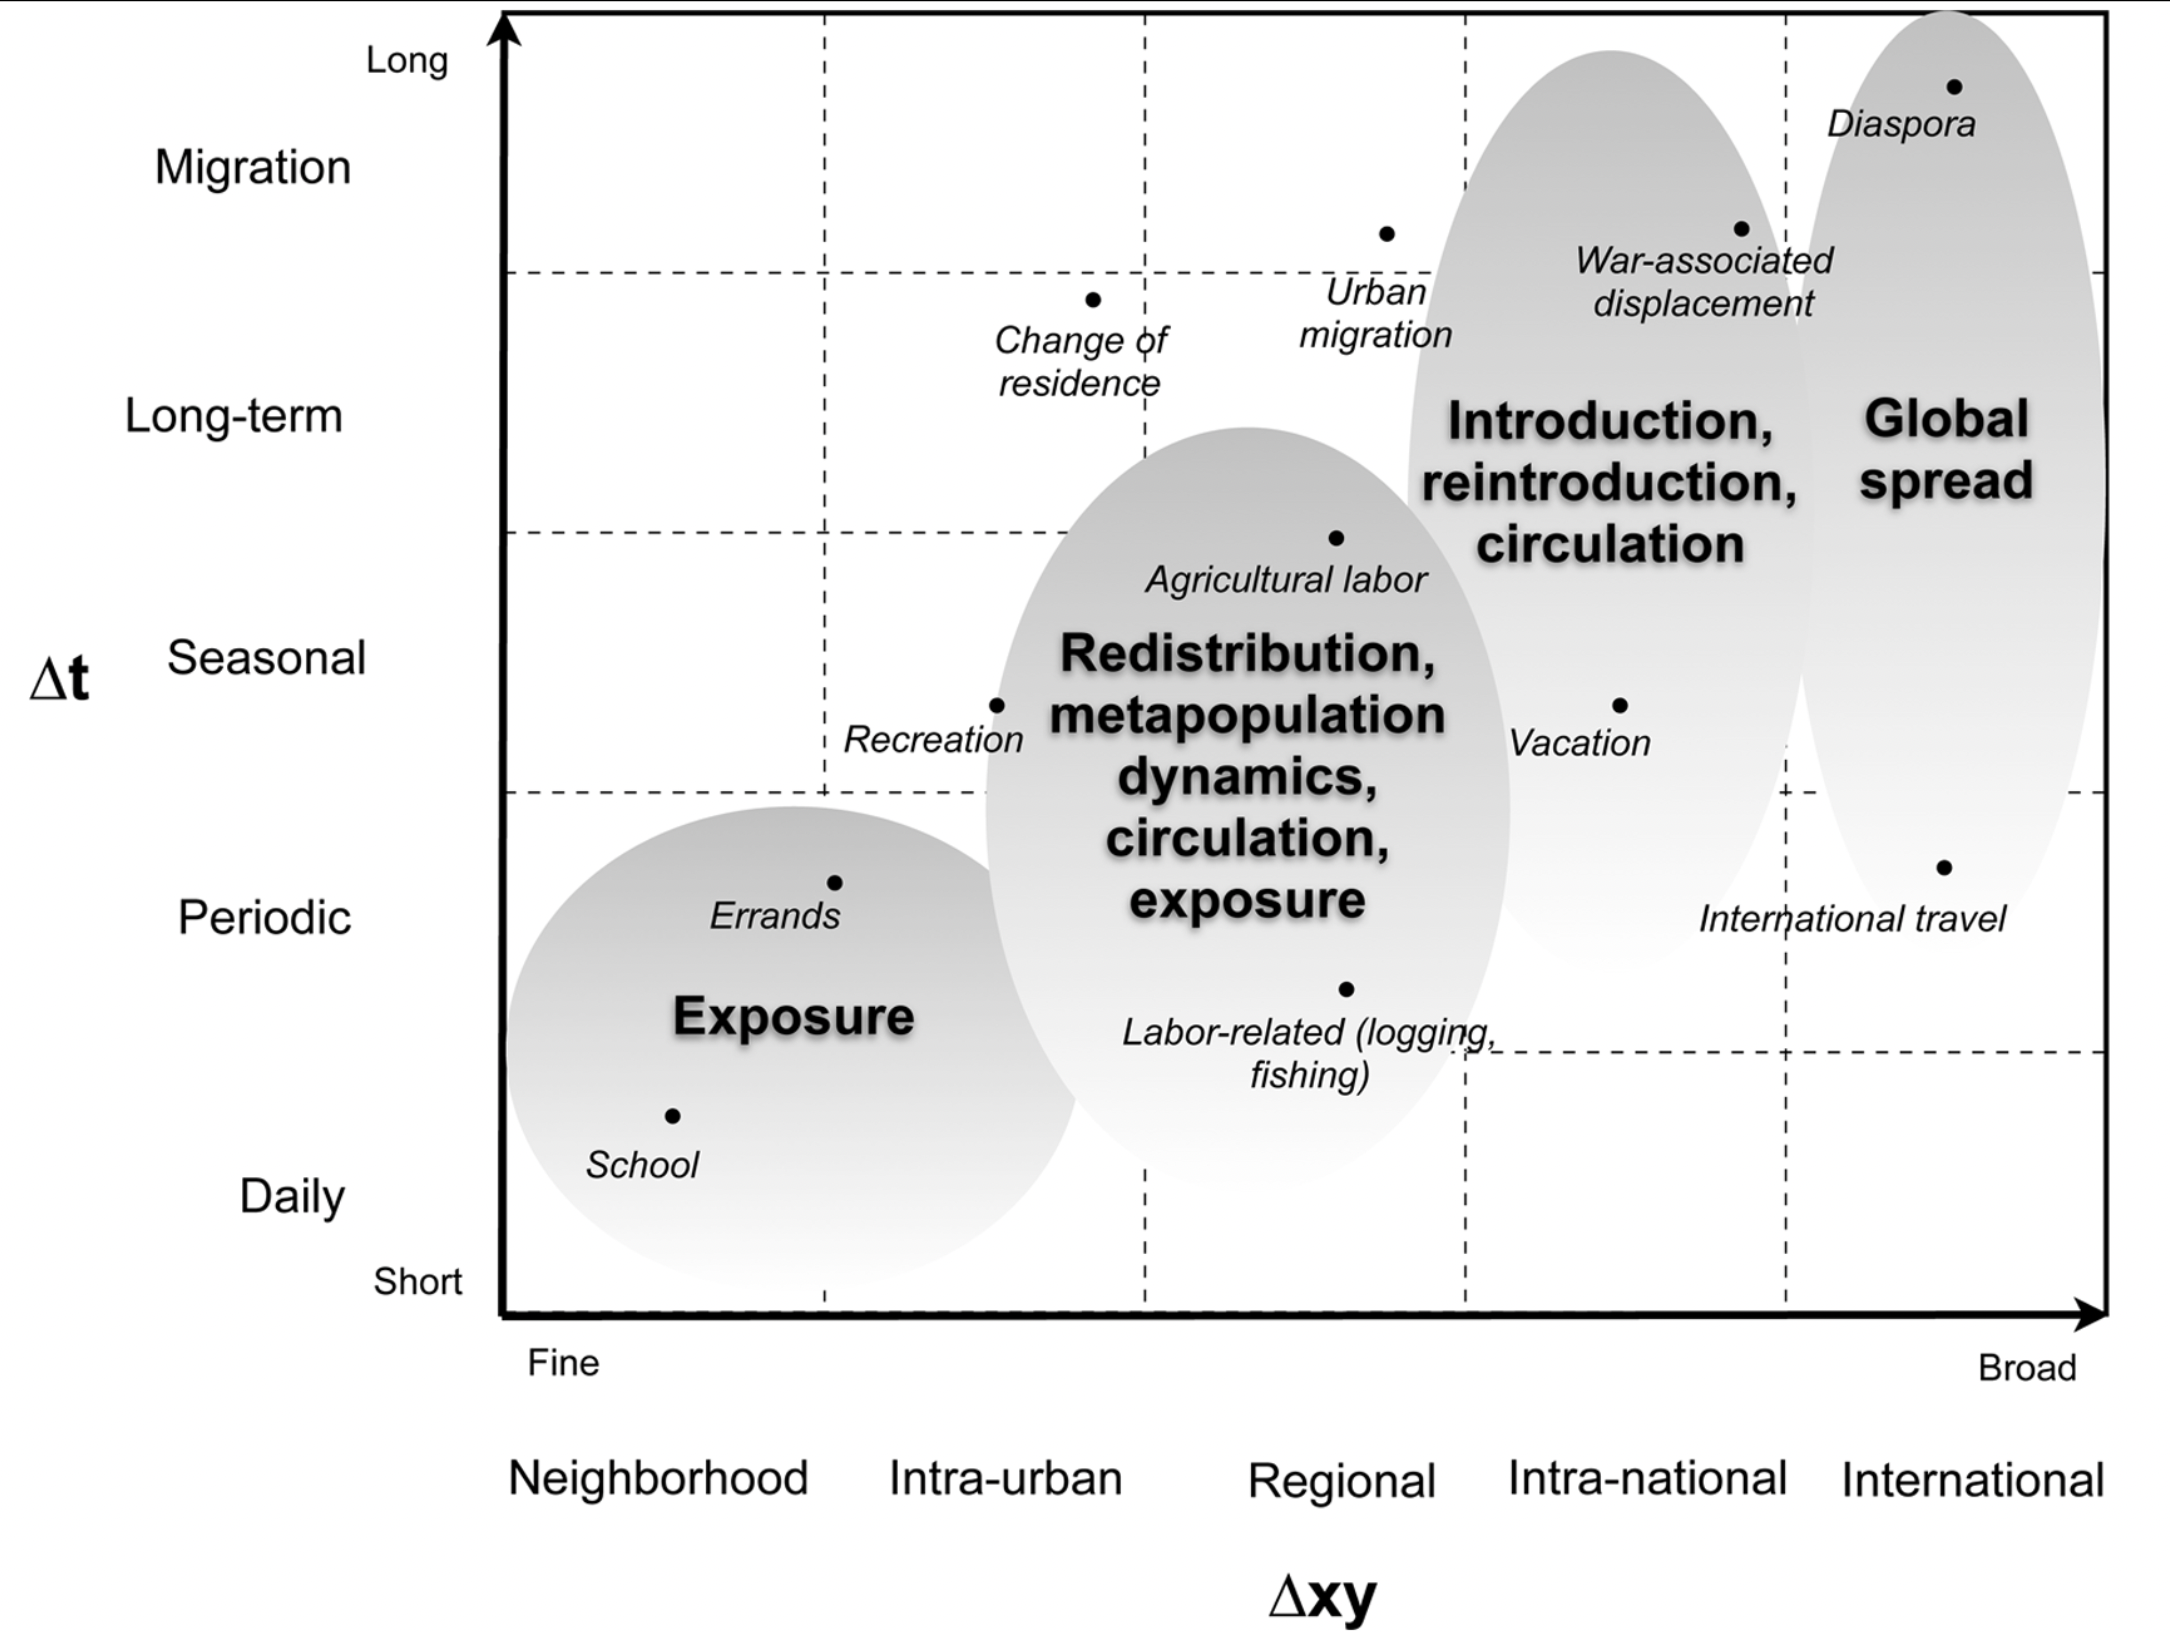 Long
Migration
Long-term
Δt
Seasonal
Periodic
Daily
Short
Diaspora
War-associated
displacement
Urban
migration
Change of
residence
Introduction,
reintroduction,
circulation
Global
spread
Agricultural labor
Redistribution,
metapopulation
dynamics,
circulation,
exposure
Recreation
Vacation
Errands
International travel
Exposure
Labor-related (logging,
fishing)
School
Fine
Broad
Neighborhood
Intra-urban
Regional
Intra-national
International
Δxy